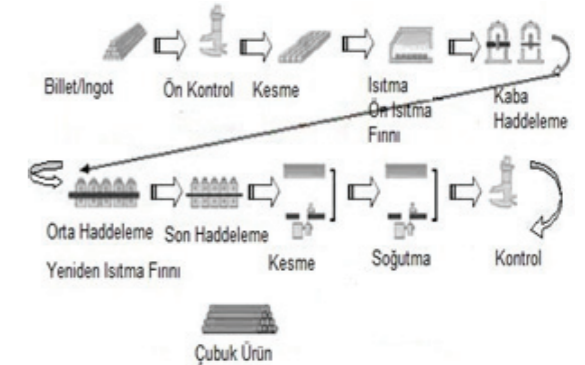 Billet/Ingot
Ön Kontrol
Kesme
Isıtma
Ön Isıtma
Fırını
Kaba
Haddeleme
Orta Haddeleme
Yeniden Isıtma Fırını
Son Haddeleme
Kesme
Soğutma
Kontrol
Çubuk Ürün